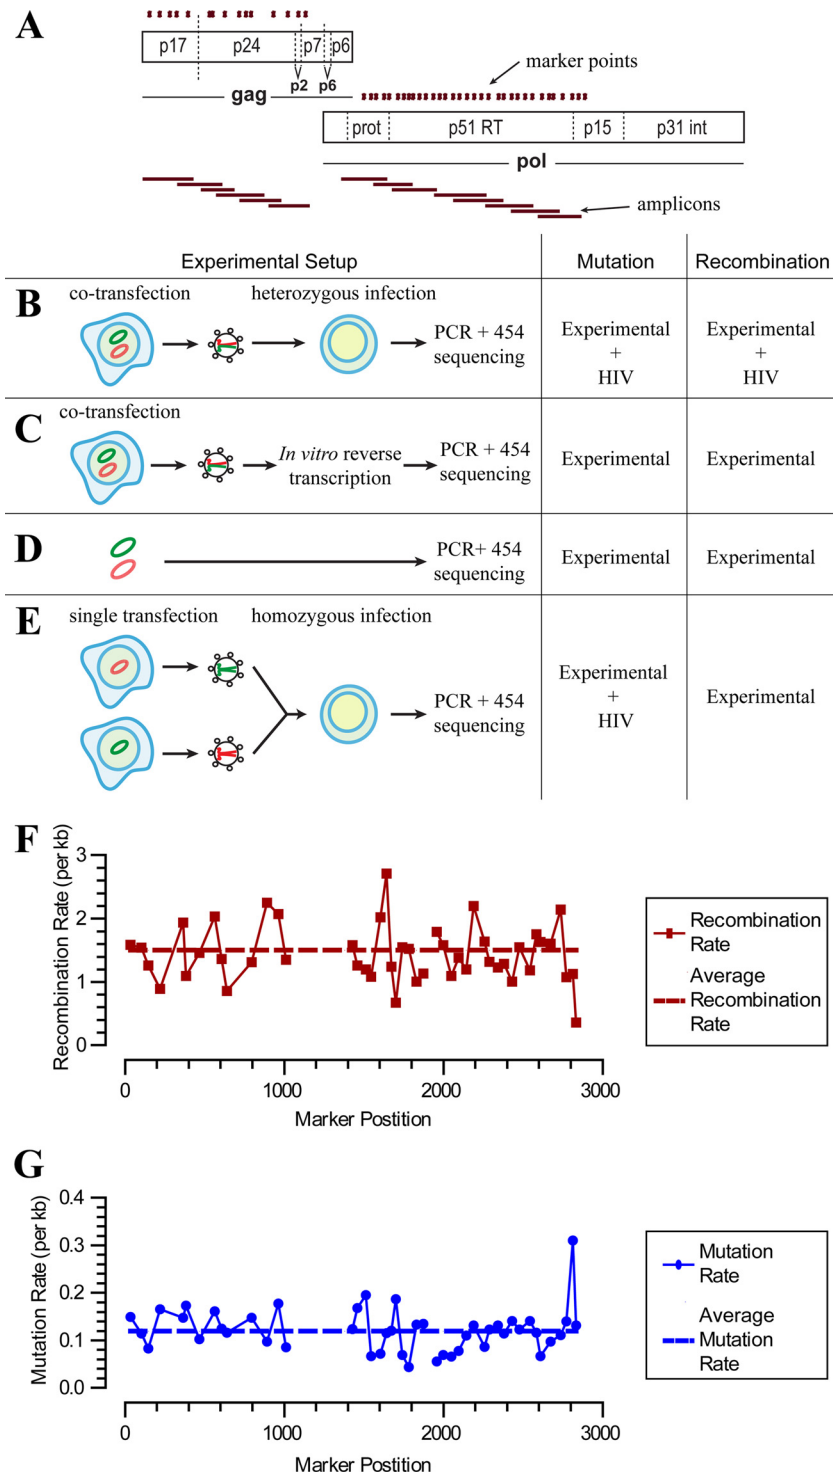 A
p17
p24
p7
p6
p2
p6
gag
marker points
prot
p51 RT
p15
p31 int
pol
amplicons
Experimental Setup
Mutation
Recombination
B
co-transfection
heterozygous infection
PCR + 454
sequencing
Experimental
+
HIV
Experimental
+
HIV
C
co-transfection
In vitro reverse
transcription
PCR + 454
sequencing
Experimental
Experimental
D
PCR+ 454
sequencing
Experimental
Experimental
E
single transfection
homozygous infection
PCR + 454
sequencing
Experimental
+
HIV
Experimental
F
Recombination Rate (per kb)
3
2
1
0
0
1000
2000
3000
Marker Postition
Recombination
Rate
Average
Recombination
Rate
G
Mutation Rate (per kb)
0.4
0.3
0.2
0.1
0.0
0
1000
2000
3000
Marker Postition
Mutation
Rate
Average
Mutation
Rate